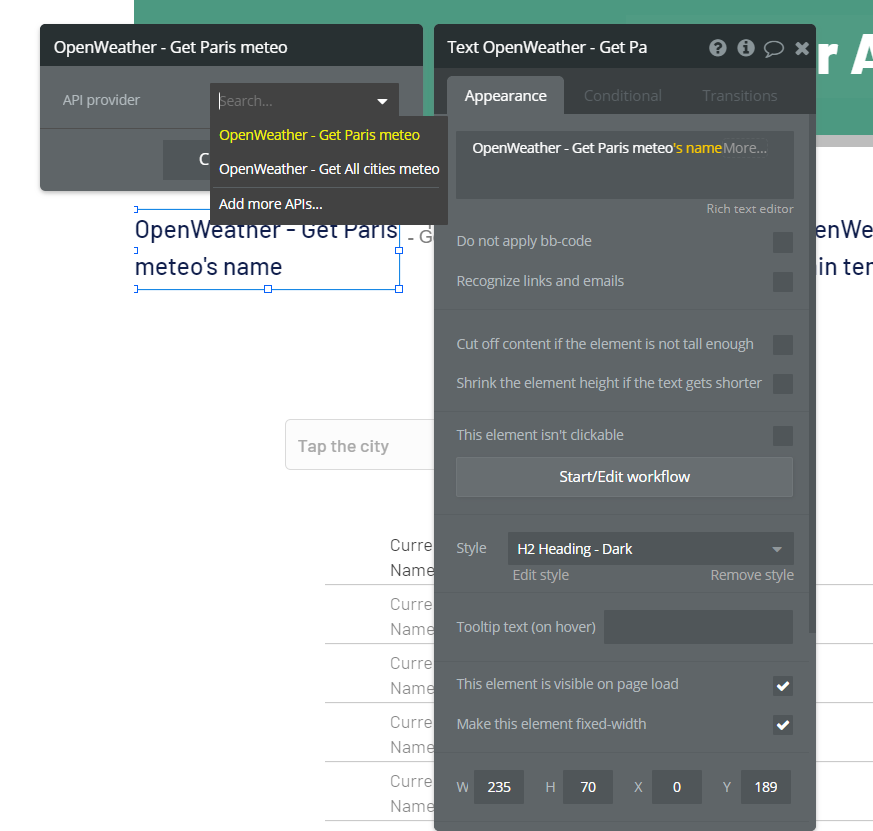 r A
OpenWeather - Get Paris meteo
API provider
Search...
C
OpenWeather - Get Paris meteo
OpenWeather - Get All cities meteo
Add more APIs...
OpenWeather - Get Paris
meteo's name
- G
Text OpenWeather - Get Pa
Appearance Conditional Transitions
OpenWeather - Get Paris meteo's name More...
Rich text editor
Do not apply bb-code
Recognize links and emails
Cut off content if the element is not tall enough
Shrink the element height if the text gets shorter
This element isn't clickable
Start/Edit workflow
Style H2 Heading - Dark
Edit style Remove style
Tooltip text (on hover)
This element is visible on page load
Make this element fixed-width
W 235 H 70 X 0 Y 189
enWe
in ter
Tap the city
Curre
Name
Curre
Name
Curre
Name
Curre
Name
Curre
Name